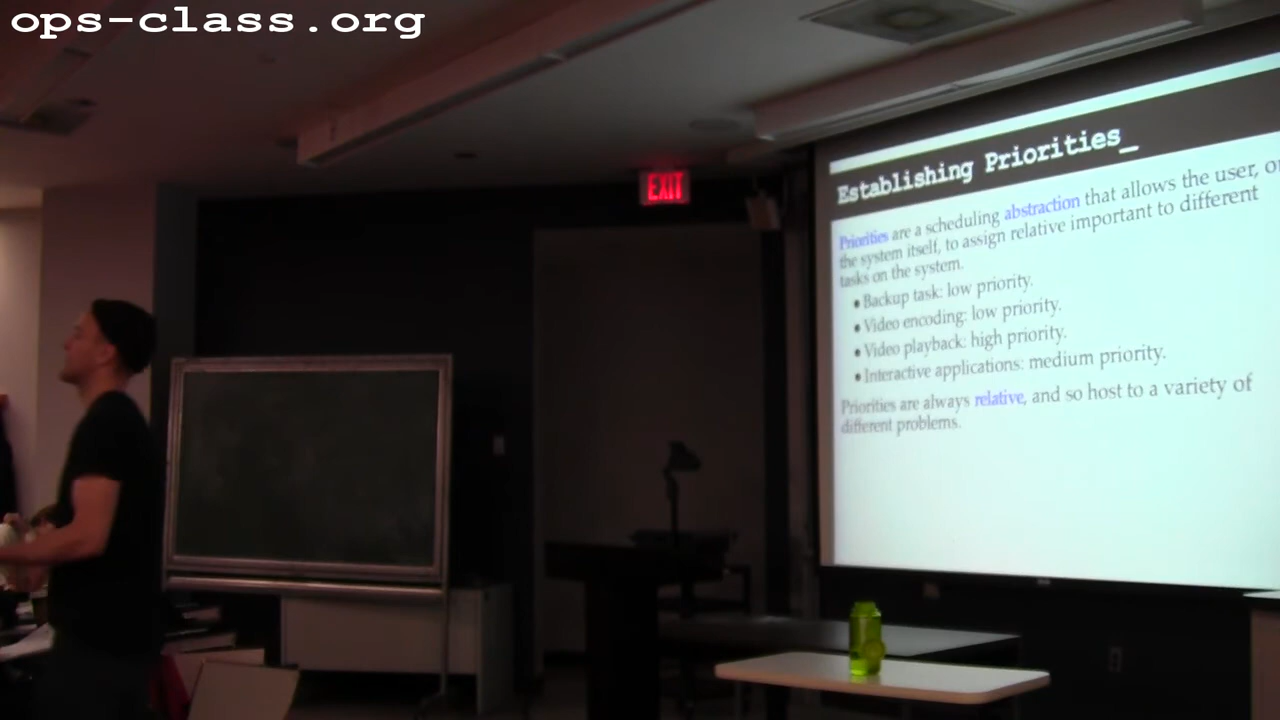 ops-class.org
EXIT
Establishing Priorities_
Priorities are a scheduling abstraction that allows the user, or
the system itself, to assign relative important to different
tasks on the system.
• Backup task: low priority.
• Video encoding: low priority.
• Video playback: high priority.
• Interactive applications: medium priority.
Priorities are always relative, and so host to a variety of
different problems.